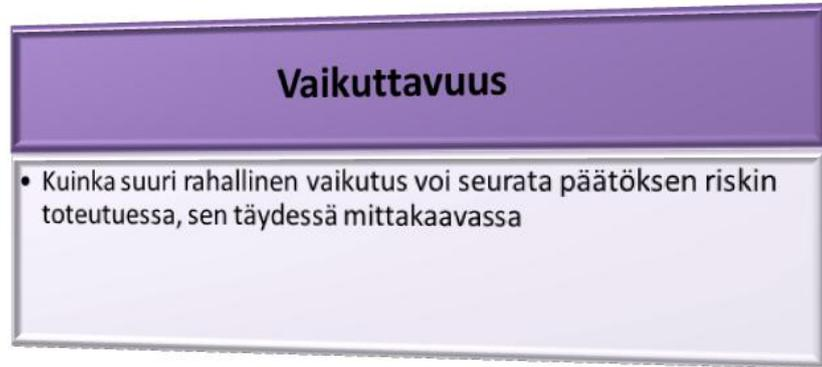 Vaikuttavuus
• Kuinka suuri rahallinen vaikutus voi seurata päätöksen riskin
toteutuessa, sen täydessä mittakaavassa